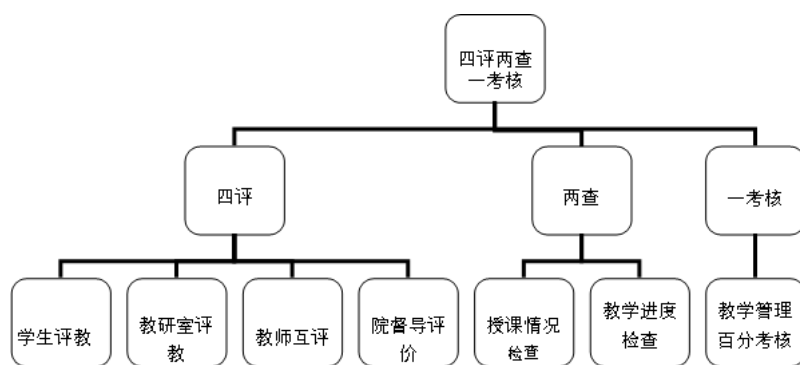 四评两查
一考核
四评
两查
一考核
学生评教
教研室评
教
教师互评
院督导评
价
授课情况
检查
教学进度
检查
教学管理
百分考核